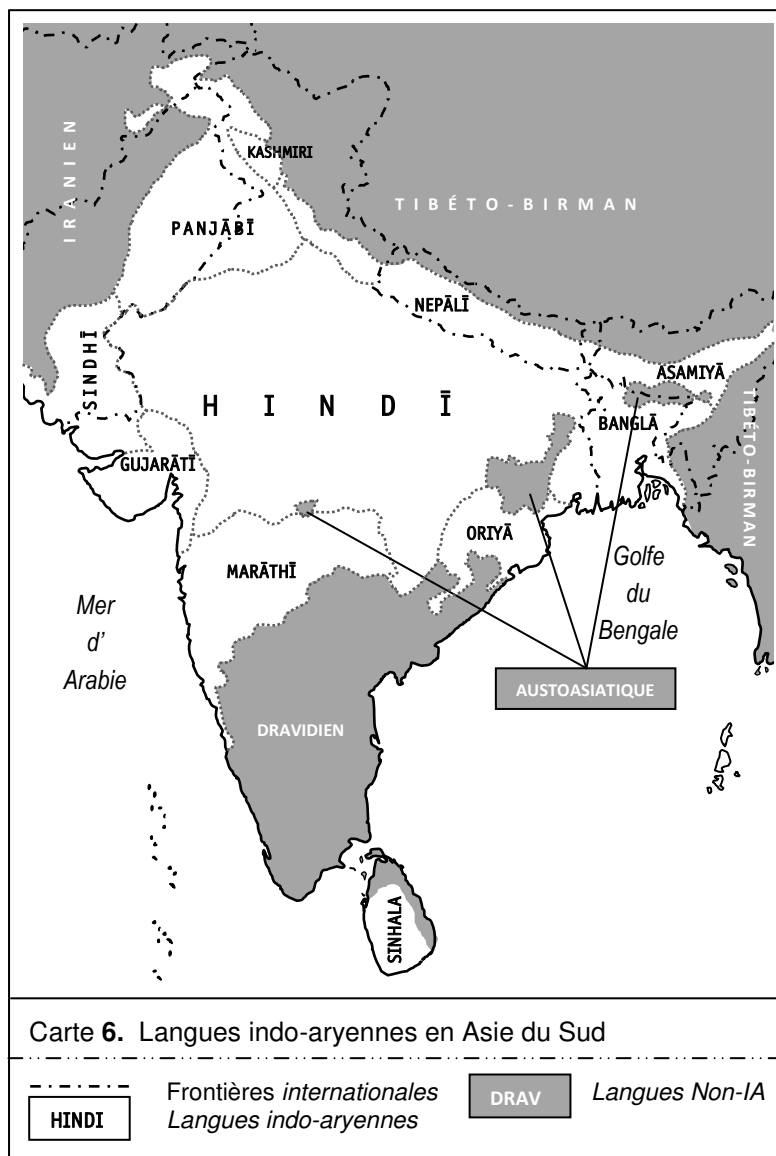 IRANIEN
KASHMIRI
TIBÉTO-BIRMAN
PANJĀBĪ
NEPĀLĪ
SINDHĪ
ASAMIYĀ
HINDĪ
BANGLĀ
TIBÉTO-BIRMAN
GUJARĀTĪ
ORIYĀ
MARĀTHĪ
Golfe
du
Bengale
Mer
d'
Arabie
AUSTOASIATIQUE
DRAVIDIEN
SINHALA
Carte 6. Langues indo-aryennes en Asie du Sud
Frontières internationales
HINDI Langues indo-aryennes
DRAV Langues Non-IA